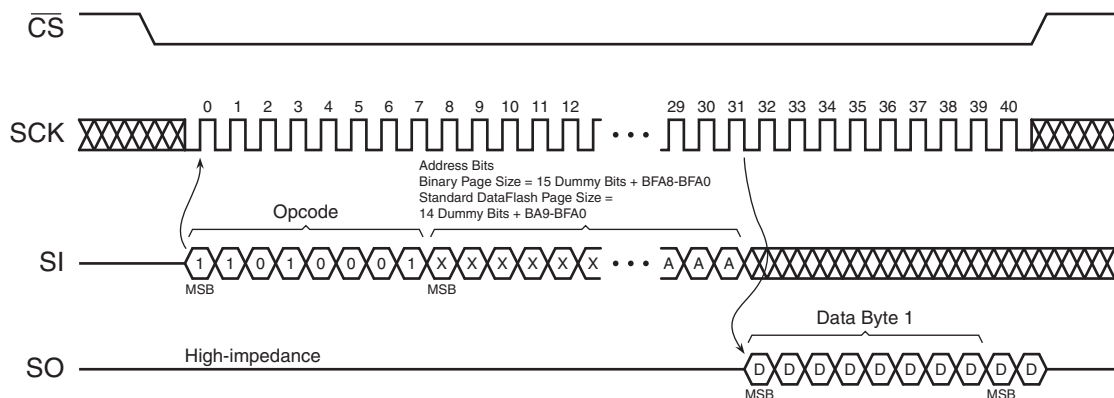 CS
0 1 2 3 4 5 6 7 8 9 10 11 12 29 30 31 32 33 34 35 36 37 38 39 40
SCK
Address Bits
Binary Page Size = 15 Dummy Bits + BFA8-BFA0
Standard DataFlash Page Size =
14 Dummy Bits + BA9-BFA0
Opcode
SI 1 1 0 1 0 0 0 1 X X X X X X A A A
MSB MSB
Data Byte 1
High-impedance
SO D D D D D D D D D D
MSB MSB